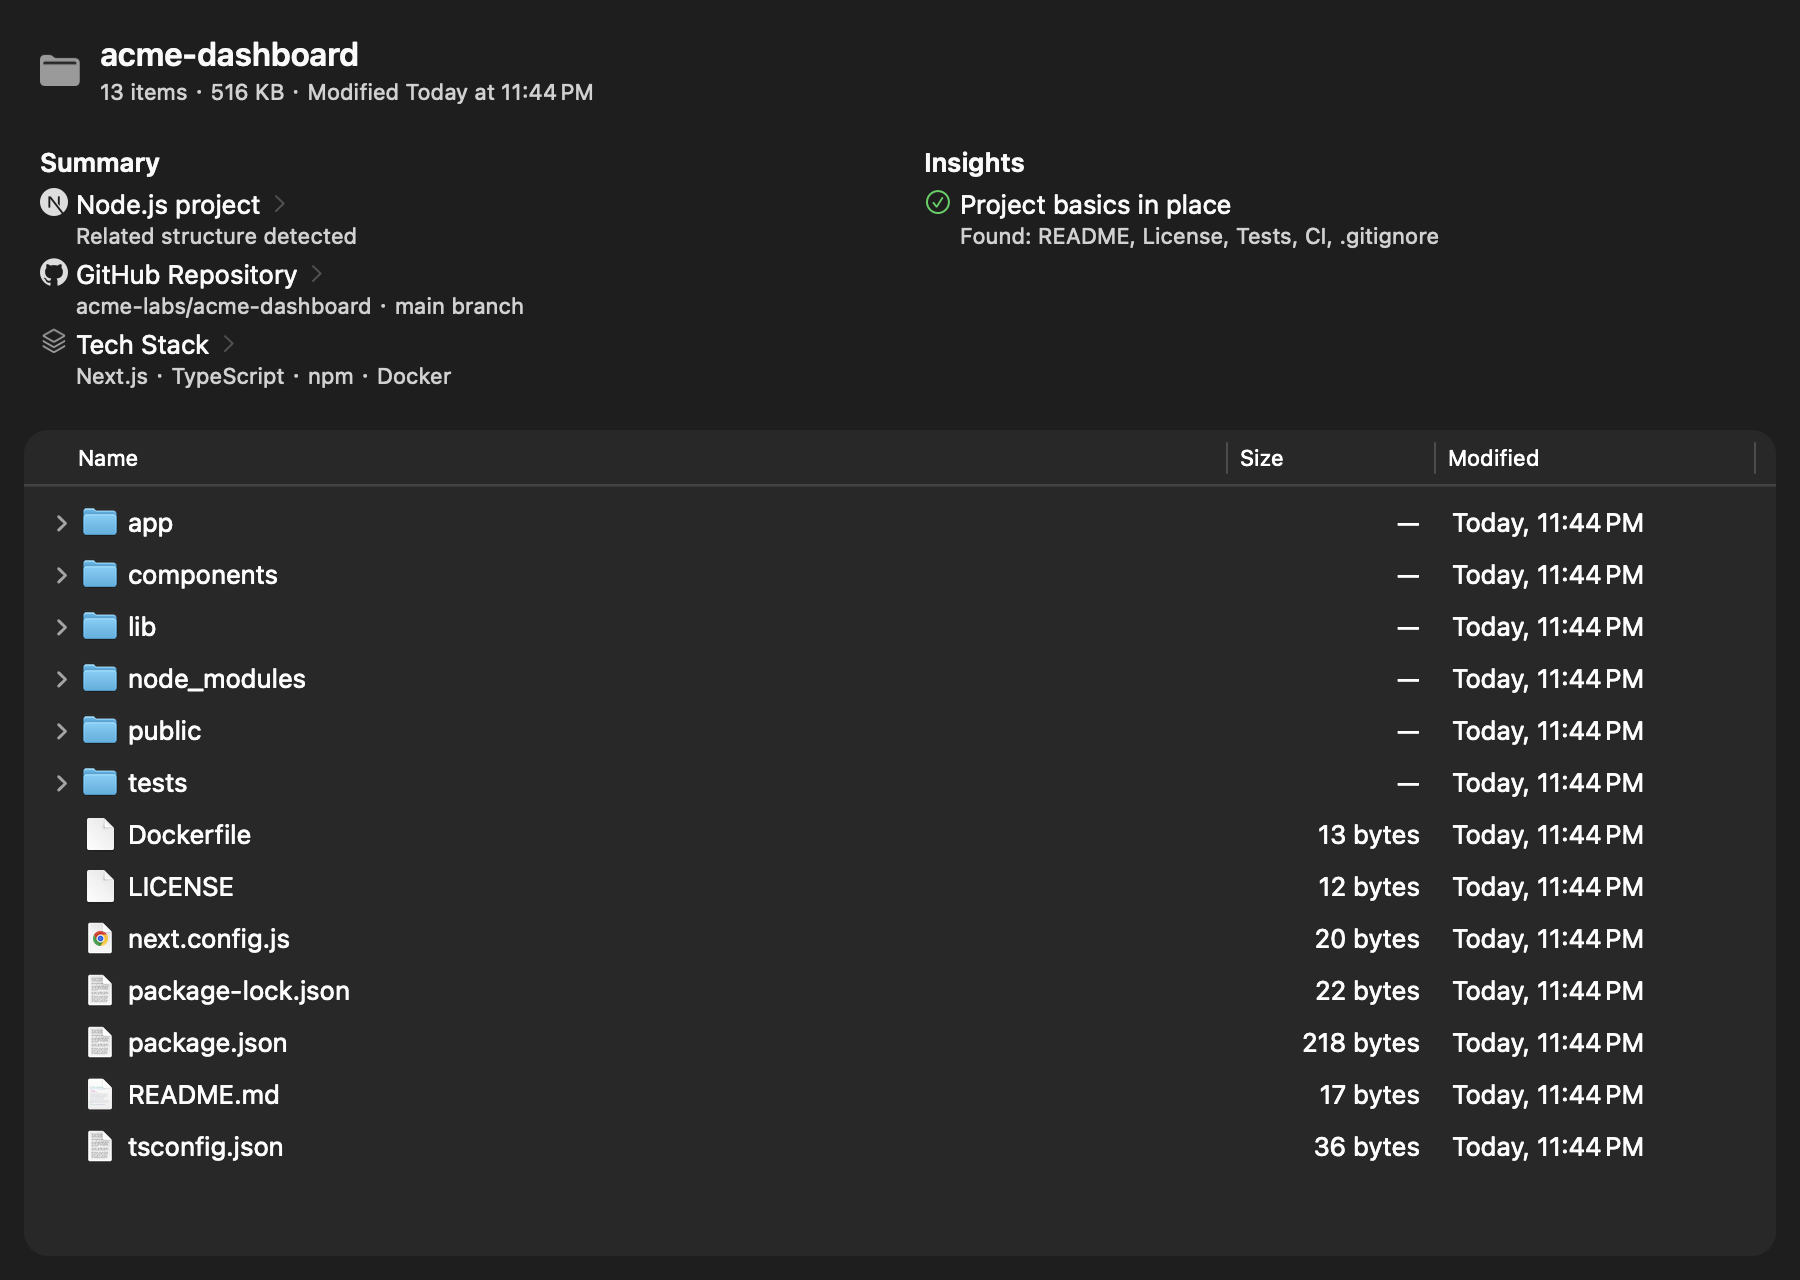 acme-dashboard
13 items · 516 KB · Modified Today at 11:44 PM
Summary
Node.js project
Related structure detected
GitHub Repository
acme-labs/acme-dashboard · main branch
Tech Stack
Next.js · TypeScript · npm · Docker
Insights
Project basics in place
Found: README, License, Tests, CI, .gitignore
Name Size Modified
app — Today, 11:44 PM
components — Today, 11:44 PM
lib — Today, 11:44 PM
node_modules — Today, 11:44 PM
public — Today, 11:44 PM
tests — Today, 11:44 PM
Dockerfile 13 bytes Today, 11:44 PM
LICENSE 12 bytes Today, 11:44 PM
next.config.js 20 bytes Today, 11:44 PM
package-lock.json 22 bytes Today, 11:44 PM
package.json 218 bytes Today, 11:44 PM
README.md 17 bytes Today, 11:44 PM
tsconfig.json 36 bytes Today, 11:44 PM